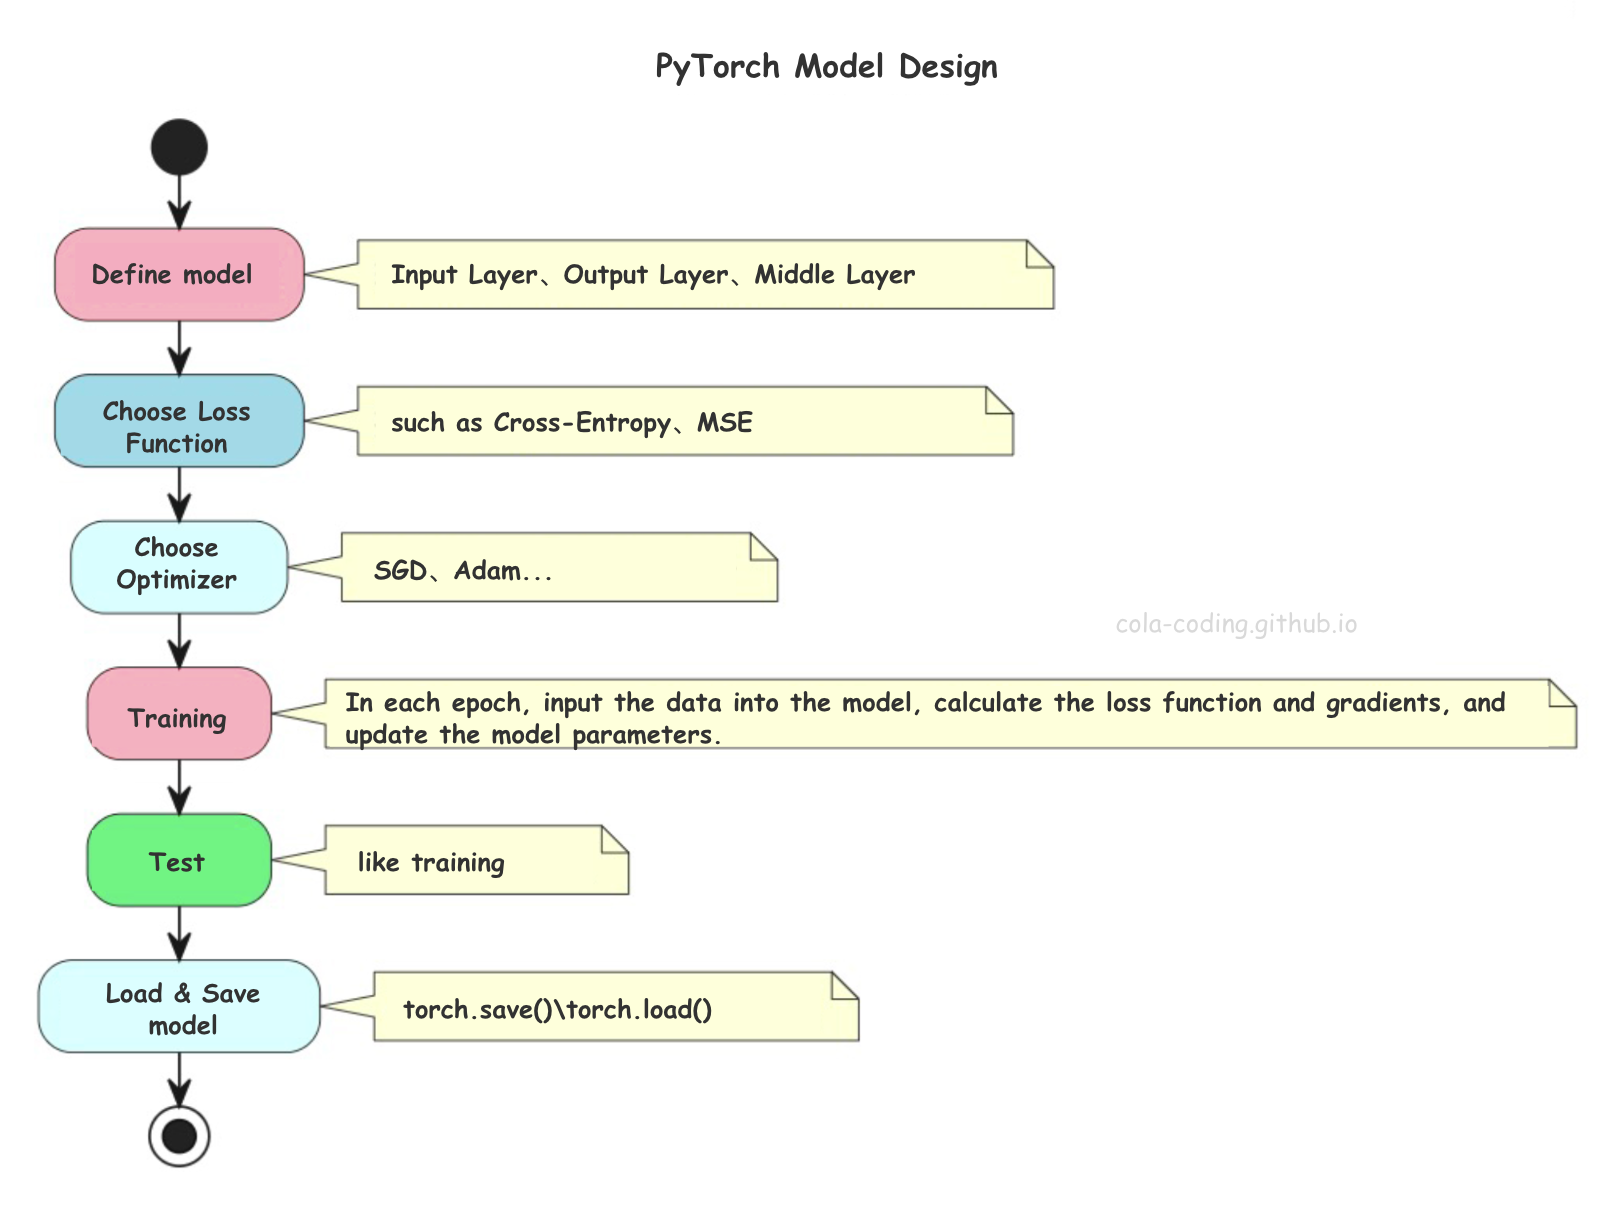 PyTorch Model Design
Define model
Input Layer、Output Layer、Middle Layer
Choose Loss
Function
such as Cross-Entropy、MSE
Choose
Optimizer
SGD、Adam...
cola-coding.github.io
Training
In each epoch, input the data into the model, calculate the loss function and gradients, and
update the model parameters.
Test
like training
Load & Save
model
torch.save()\torch.load()